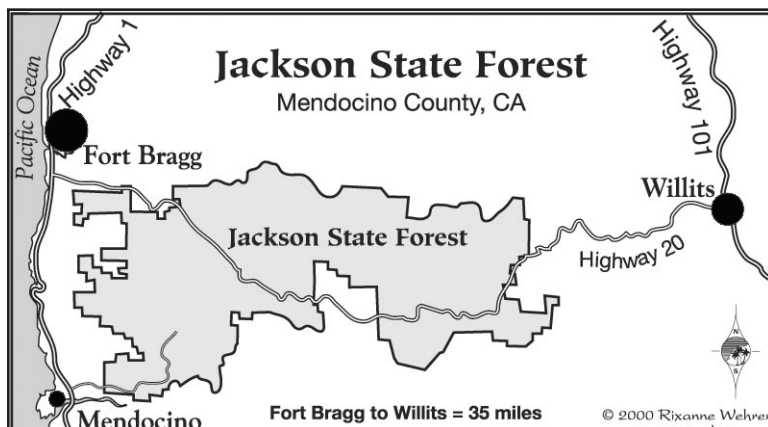 Jackson State Forest
Mendocino County, CA
Highway 1
Highway 101
Pacific Ocean
Fort Bragg
Willits
Jackson State Forest
Highway 20
N
S
Mendocino
Fort Bragg to Willits = 35 miles
© 2000 Rixanne Wehren